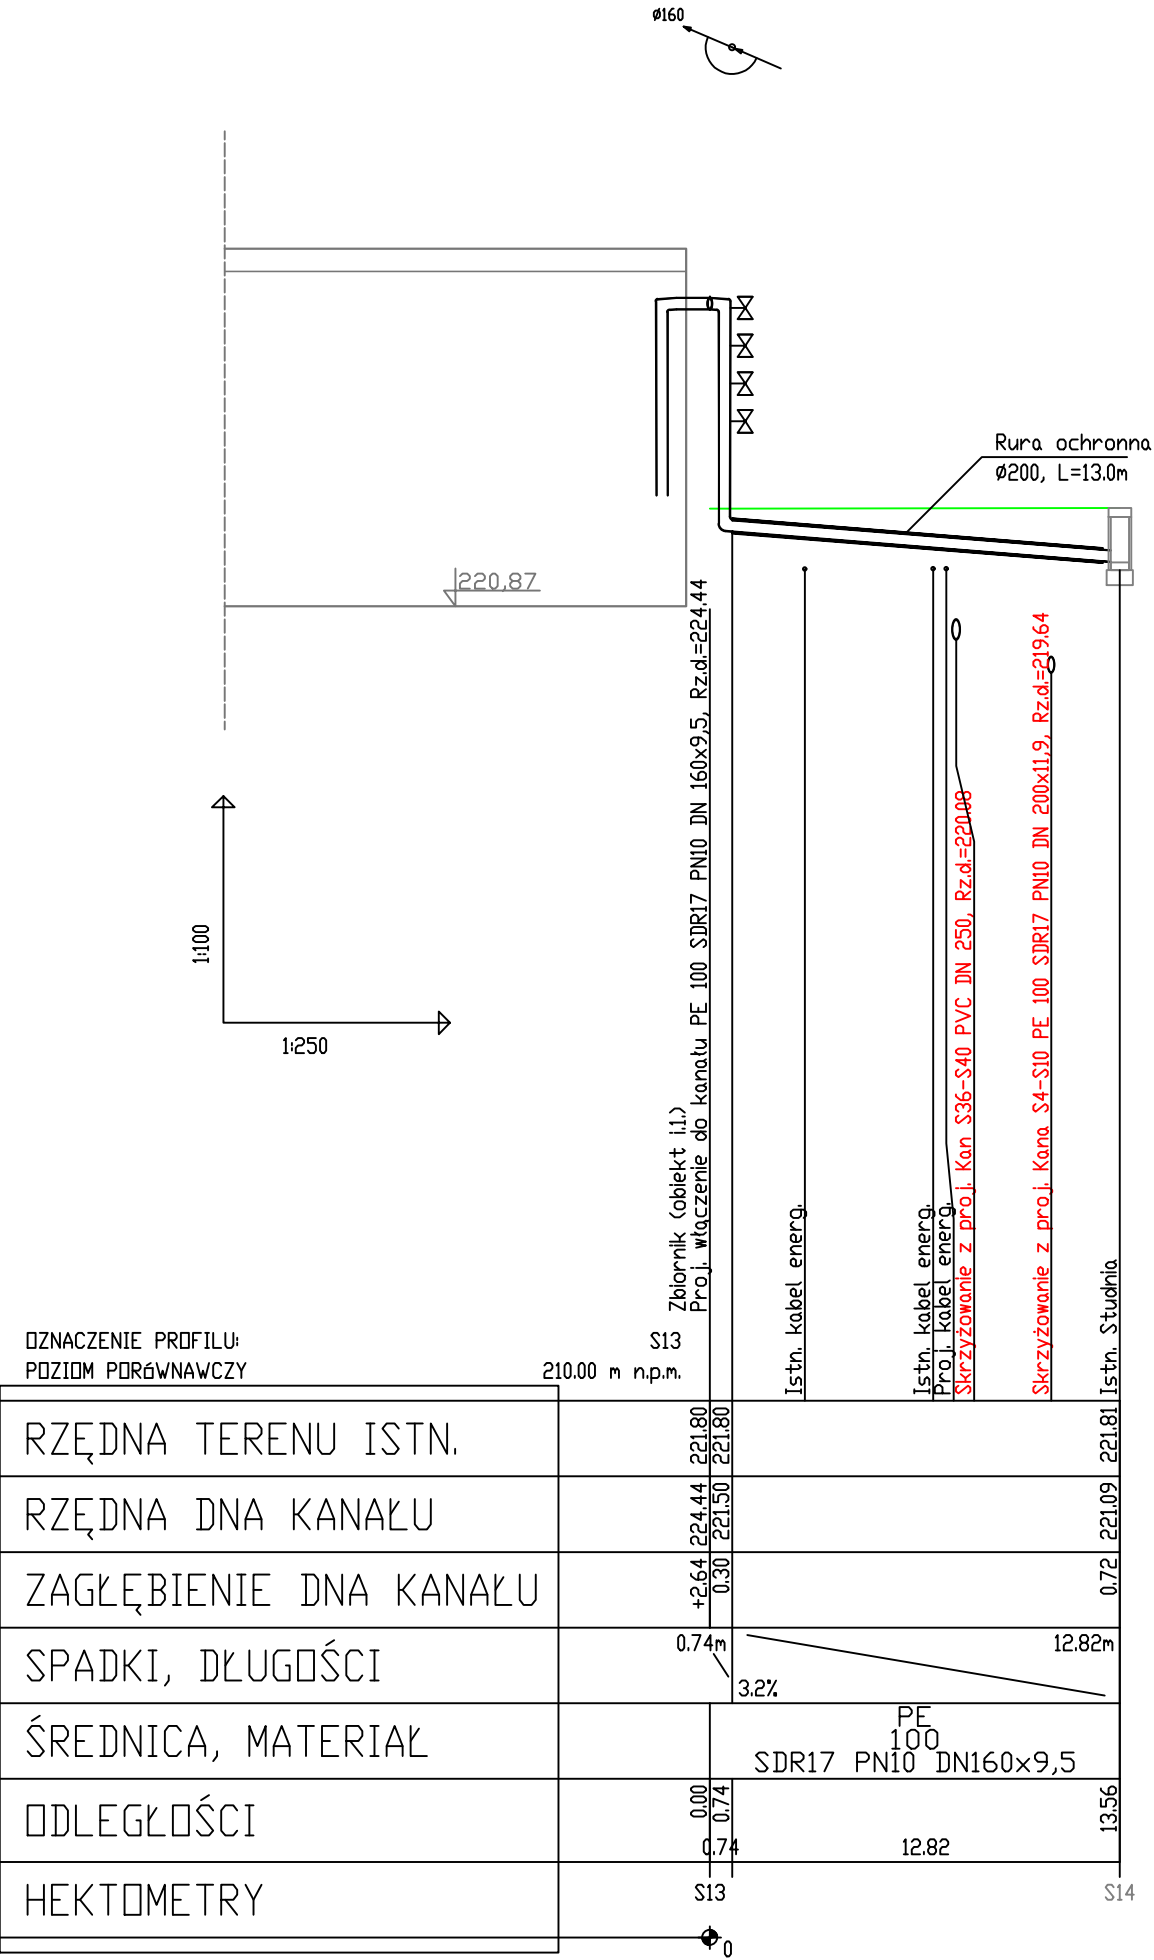 Ø160
Rura ochronna
Ø200, L=13.0m
220,87
1:100
1:250
Zbiornik (obiekt i.1.)
Proj. włączenie do kanału PE 100 SDR17 PN10 DN 160x9,5, Rz.d.=224.44
Istn. kabel energ.
Istn. kabel energ.
Proj. kabel energ.
Skrzyżowanie z proj. Kan S36-S40 PVC DN 250, Rz.d.=220.08
Skrzyżowanie z proj. Kana S4-S10 PE 100 SDR17 PN10 DN 200x11,9, Rz.d.=219.64
Istn. Studnia
OZNACZENIE PROFILU: S13
POZIOM PORóWNAWCZY 210.00 m n.p.m.
RZĘDNA TERENU ISTN. 221.80 221.80 221.81
RZĘDNA DNA KANAŁU 224.44 221.50 221.09
ZAGŁĘBIENIE DNA KANAŁU +2.64 0.30 0.72
SPADKI, DŁUGOŚCI 0.74m 3.2% 12.82m
ŚREDNICA, MATERIAŁ
PE
100
SDR17 PN10 DN160x9,5
ODLEGŁOŚCI 0.00 0.74 13.56
0.74 12.82
HEKTOMETRY
S13 S14
0